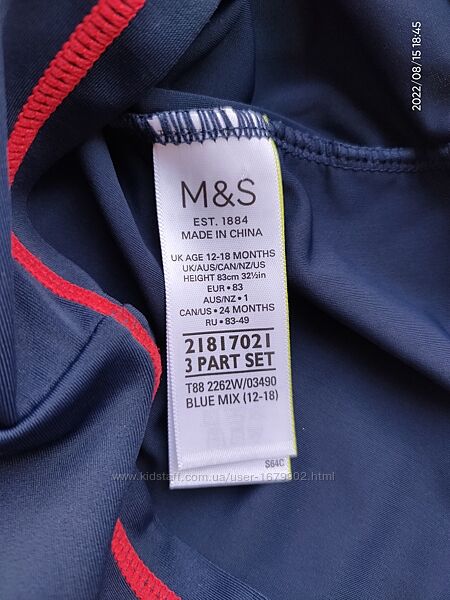 2022/08/15 18:45
M&S
EST. 1884
MADE IN CHINA
UK AGE 12-18 MONTHS
UK/AUS/CAN/NZ/US
HEIGHT 83cm 32½in
EUR • 83
AUS/NZ • 1
CAN/US • 24 MONTHS
RU • 83-49
21817021
3 PART SET
T88 2262W/03490
BLUE MIX (12-18)
S64C
www.kidstaff.com.ua/user-1679302.html